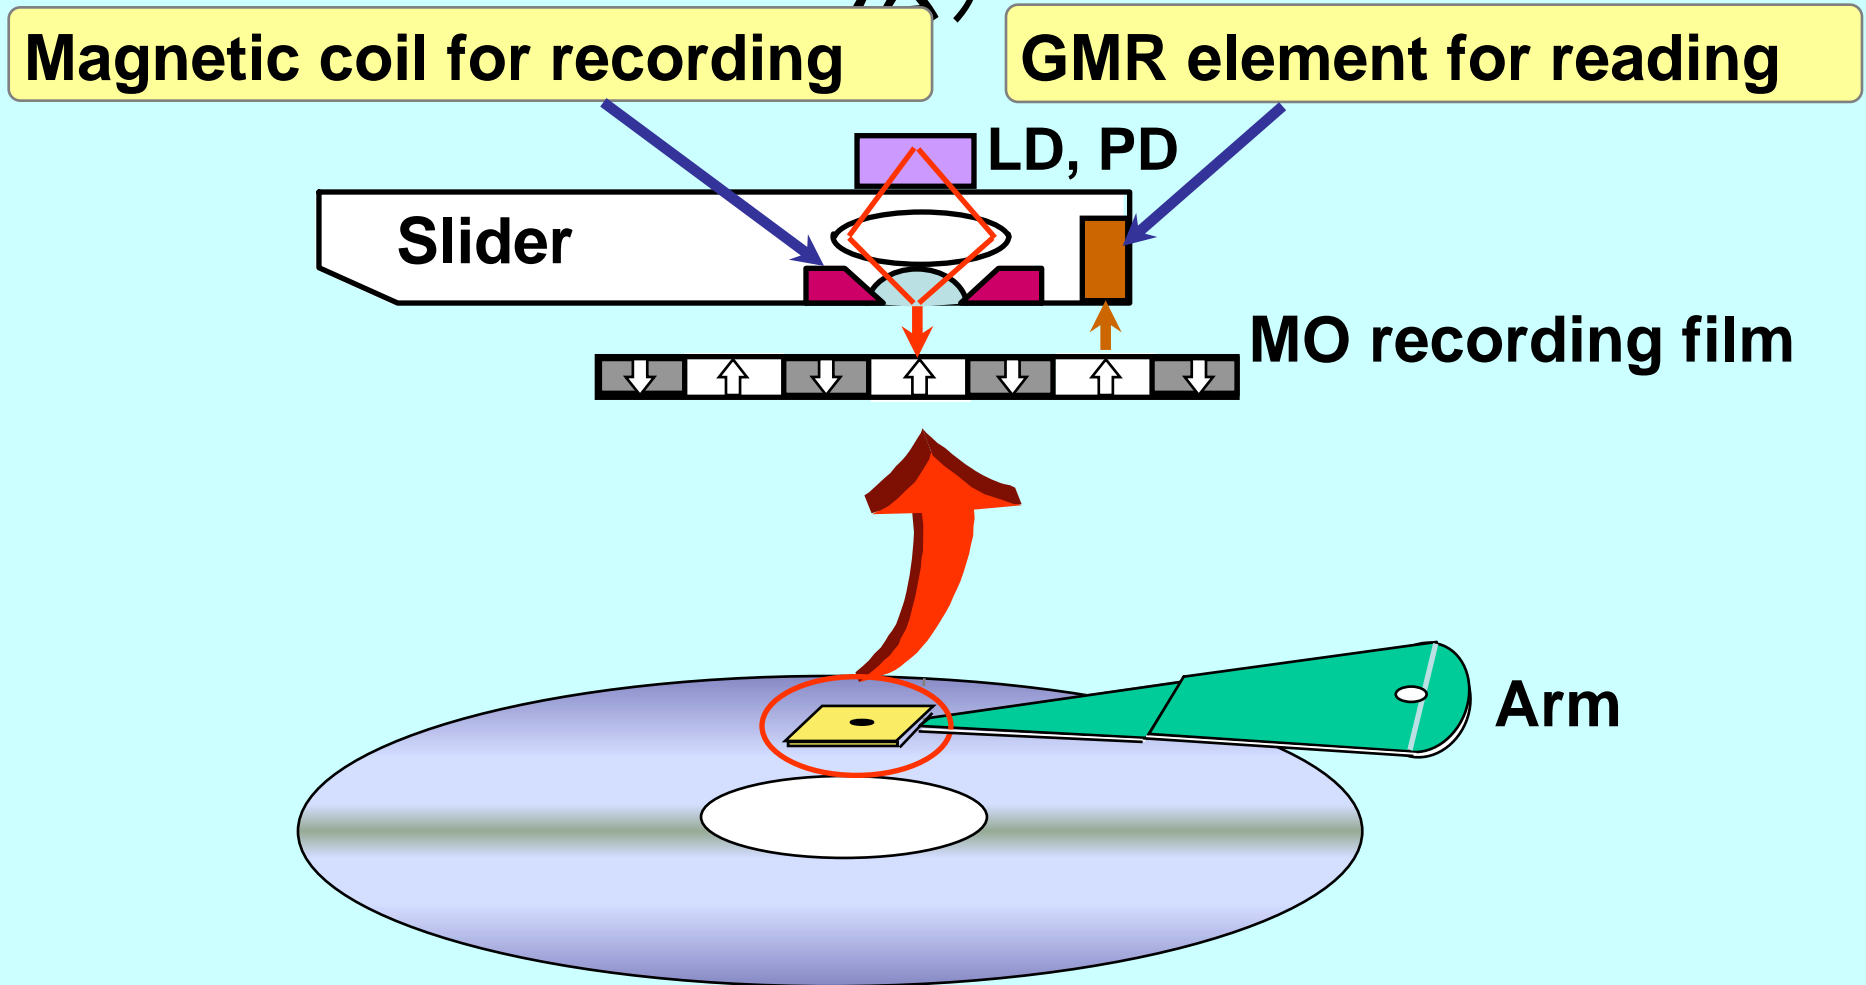 Magnetic coil for recording
GMR element for reading
LD, PD
Slider
MO recording film
Arm